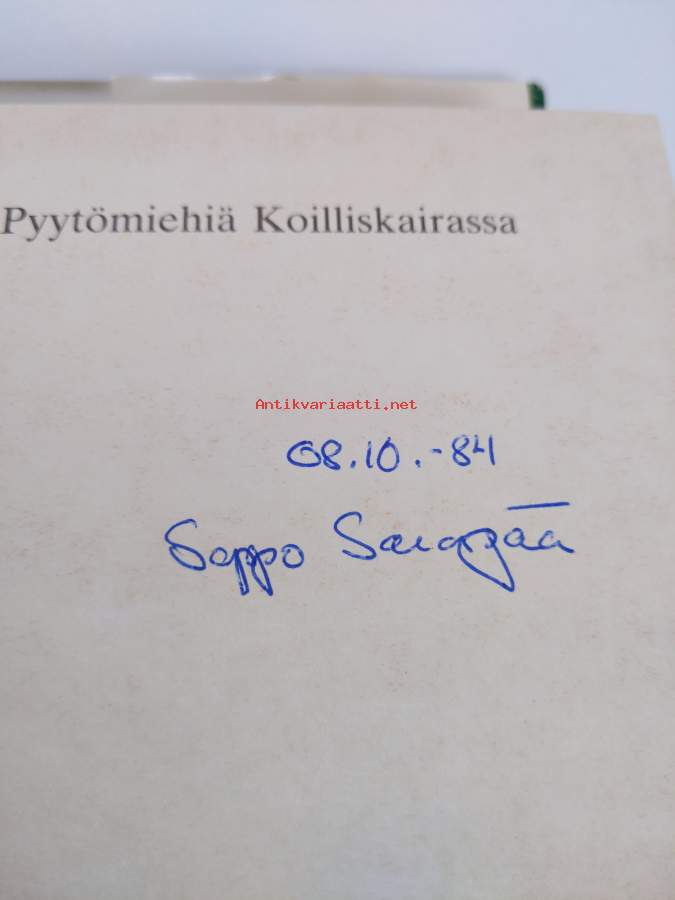 Pyytömiehiä Koilliskairassa
Antikvariaatti.net
08.10.-84
Seppo Saraspää